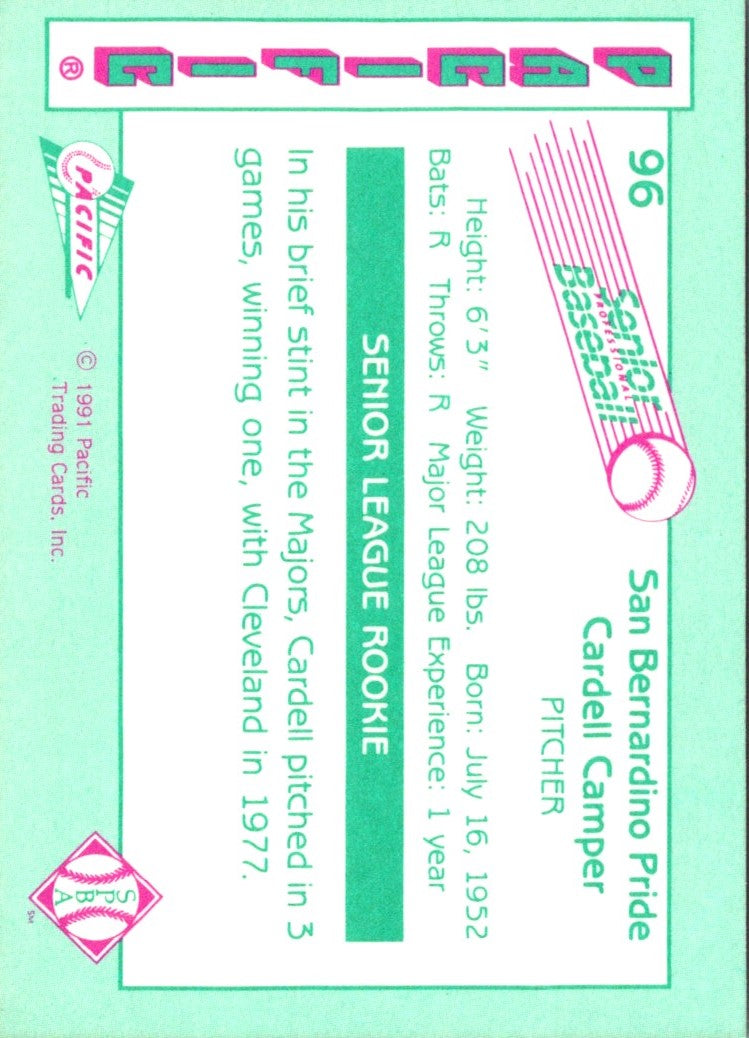 PACIFIC®
96
Senior
PROFESSIONAL
Baseball
San Bernardino Pride
Cardell Camper
PITCHER
Height: 6'3" Weight: 208 lbs. Born: July 16, 1952
Bats: R Throws: R Major League Experience: 1 year
SENIOR LEAGUE ROOKIE
In his brief stint in the Majors, Cardell pitched in 3
games, winning one, with Cleveland in 1977.
PACIFIC
© 1991 Pacific
Trading Cards, Inc.
SPBA
SM